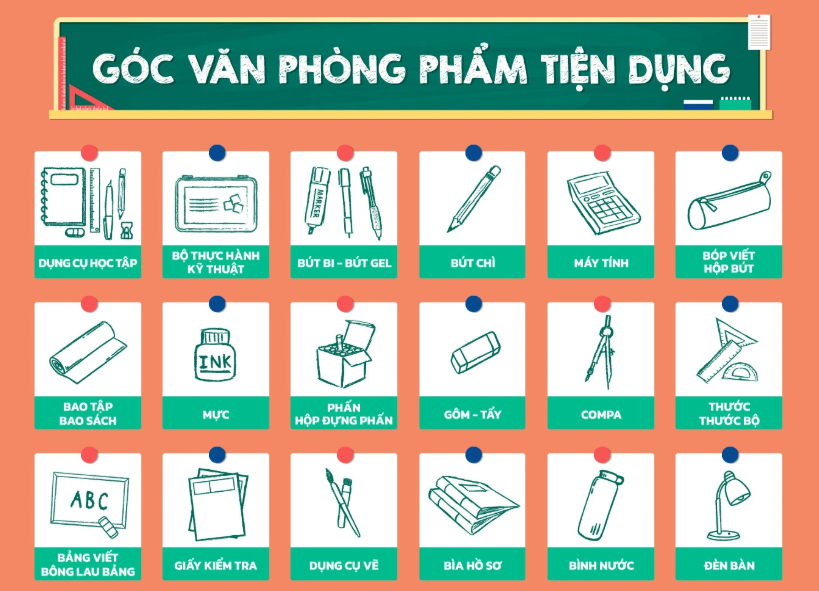 GÓC VĂN PHÒNG PHẨM TIỆN DỤNG
DỤNG CỤ HỌC TẬP
BỘ THỰC HÀNH
KỸ THUẬT
MARKER
BÚT BI - BÚT GEL
BÚT CHÌ
MÁY TÍNH
BÓP VIẾT
HỘP BÚT
BAO TẬP
BAO SÁCH
INK
MỰC
PHẤN
HỘP ĐỰNG PHẤN
GÔM - TẨY
COMPA
THƯỚC
THƯỚC BỘ
ABC
BẢNG VIẾT
BÔNG LAU BẢNG
GIẤY KIỂM TRA
DỤNG CỤ VẼ
BÌA HỒ SƠ
BÌNH NƯỚC
ĐÈN BÀN